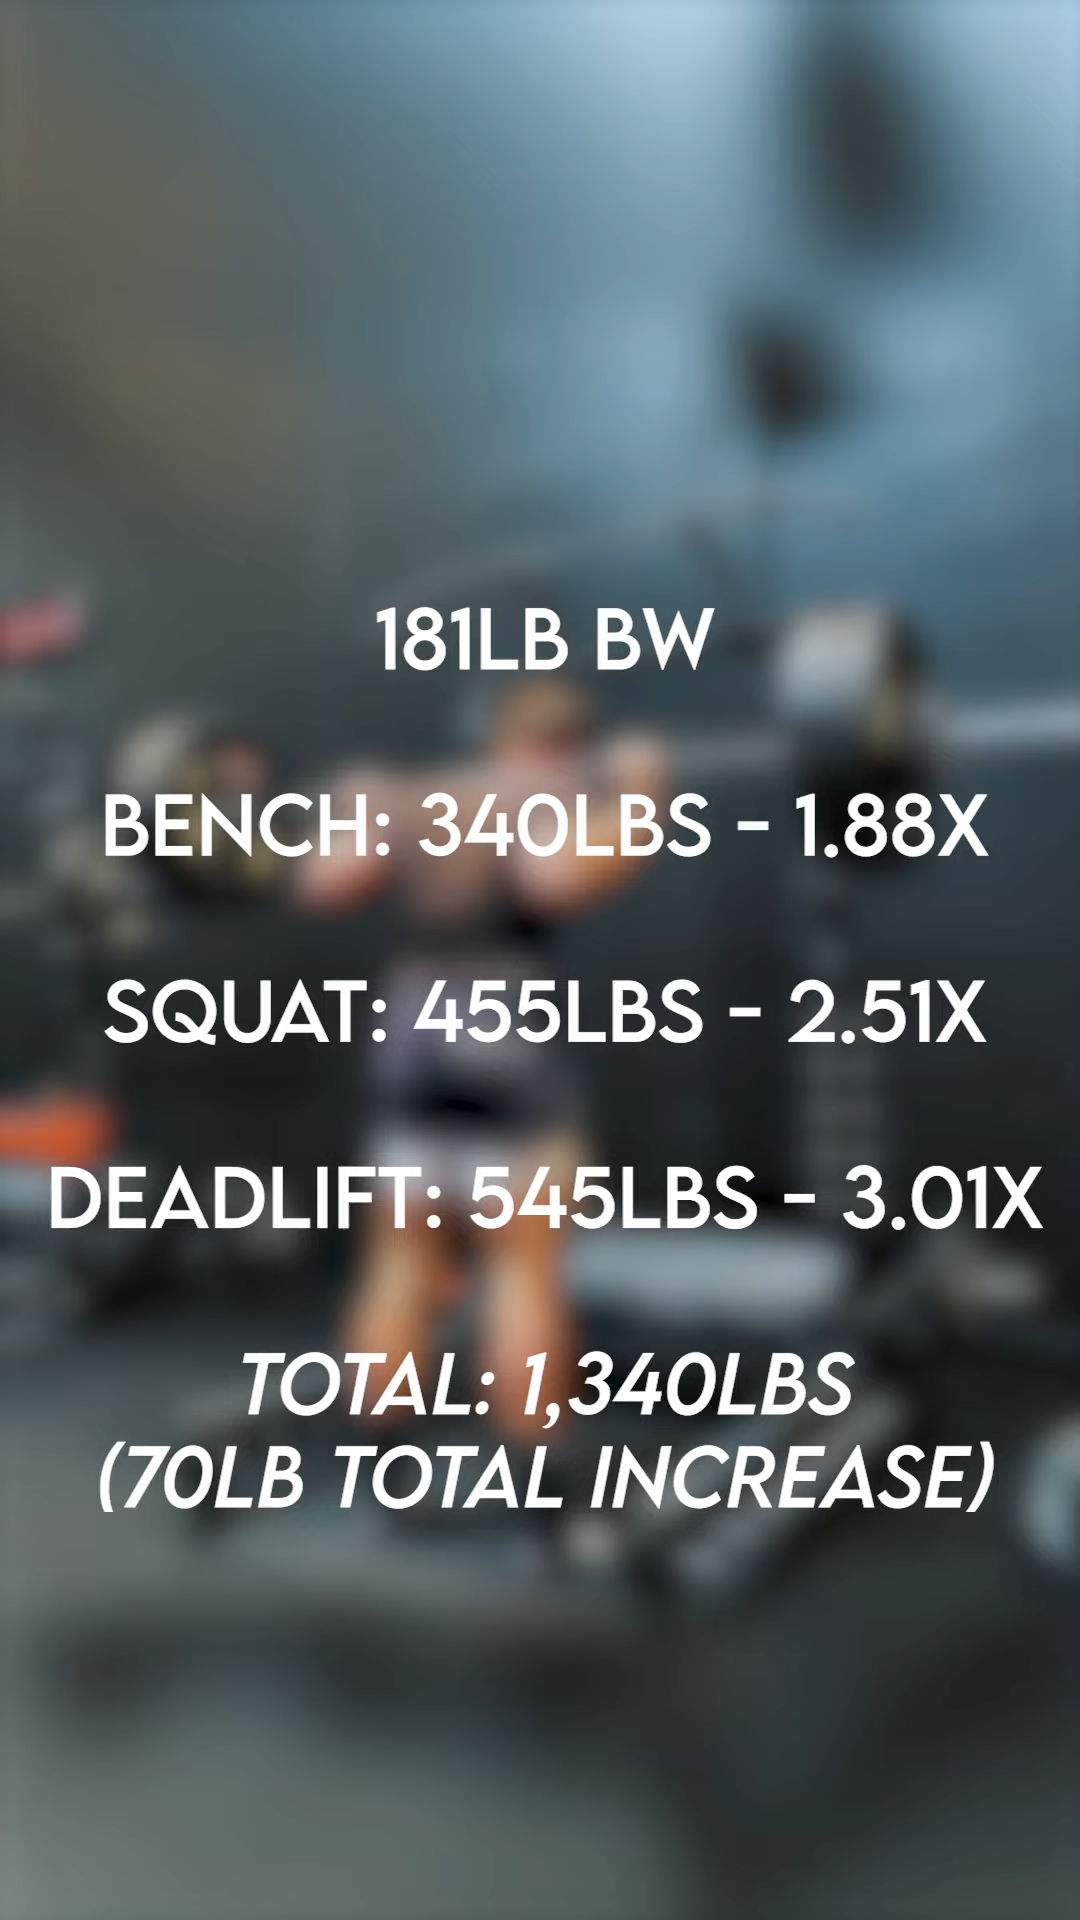 181LB BW
BENCH: 340LBS - 1.88X
SQUAT: 455LBS - 2.51X
DEADLIFT: 545LBS - 3.01X
TOTAL: 1,340LBS
(70LB TOTAL INCREASE)